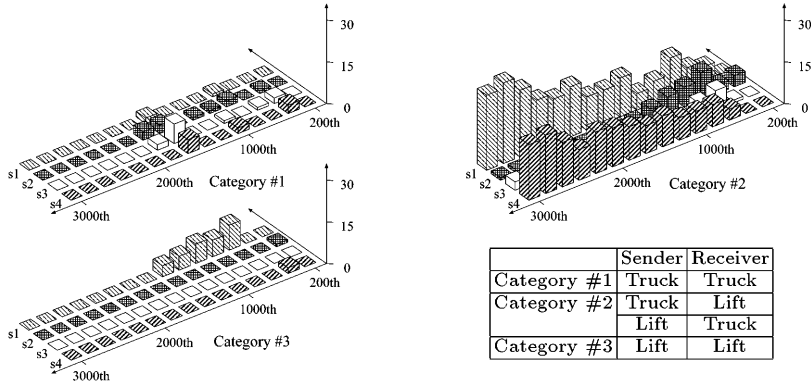 30
15
0
200th
1000th
2000th
3000th
s1
s2
s3
s4
Category #1
30
15
0
200th
1000th
2000th
3000th
s1
s2
s3
s4
Category #2
30
15
0
200th
1000th
2000th
3000th
s1
s2
s3
s4
Category #3
Sender Receiver
Category #1 Truck Truck
Category #2 Truck Lift
Lift Truck
Category #3 Lift Lift